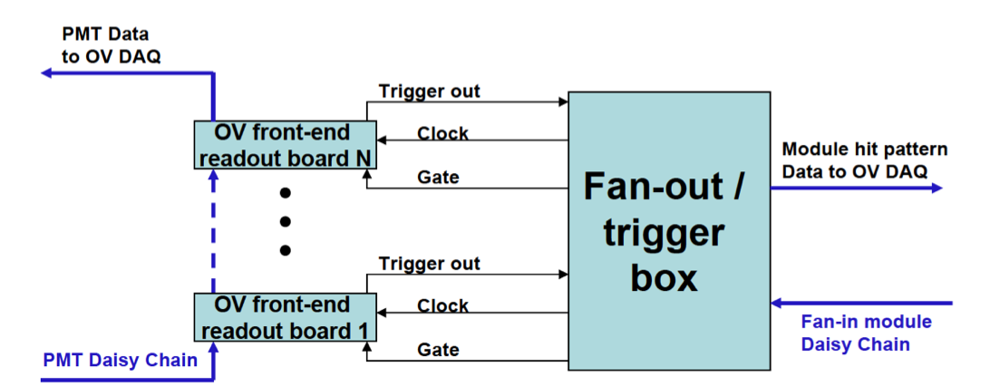 PMT Data
to OV DAQ
Trigger out
OV front-end
readout board N
Clock
Gate
Module hit pattern
Data to OV DAQ
Fan-out /
trigger
box
Trigger out
OV front-end
readout board 1
Clock
Gate
Fan-in module
Daisy Chain
PMT Daisy Chain